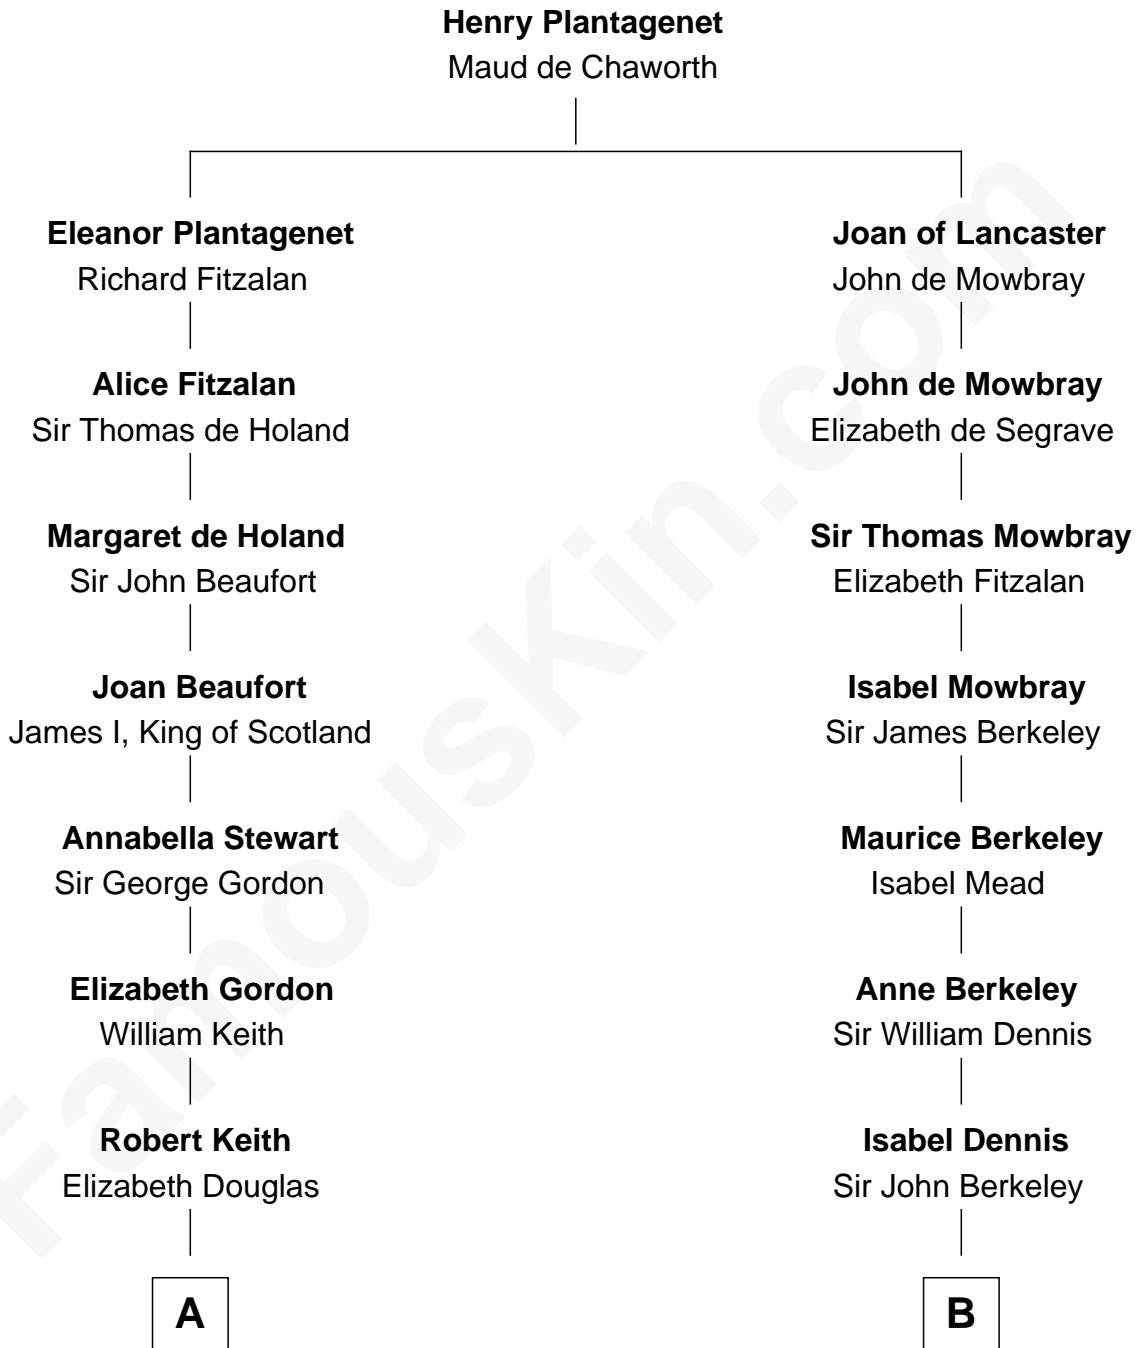 Henry Plantagenet
Maud de Chaworth
Eleanor Plantagenet
Richard Fitzalan
Alice Fitzalan
Sir Thomas de Holand
Margaret de Holand
Sir John Beaufort
Joan Beaufort
James I, King of Scotland
Annabella Stewart
Sir George Gordon
Elizabeth Gordon
William Keith
Robert Keith
Elizabeth Douglas
A
Joan of Lancaster
John de Mowbray
John de Mowbray
Elizabeth de Segrave
Sir Thomas Mowbray
Elizabeth Fitzalan
Isabel Mowbray
Sir James Berkeley
Maurice Berkeley
Isabel Mead
Anne Berkeley
Sir William Dennis
Isabel Dennis
Sir John Berkeley
B
FamousKin.com